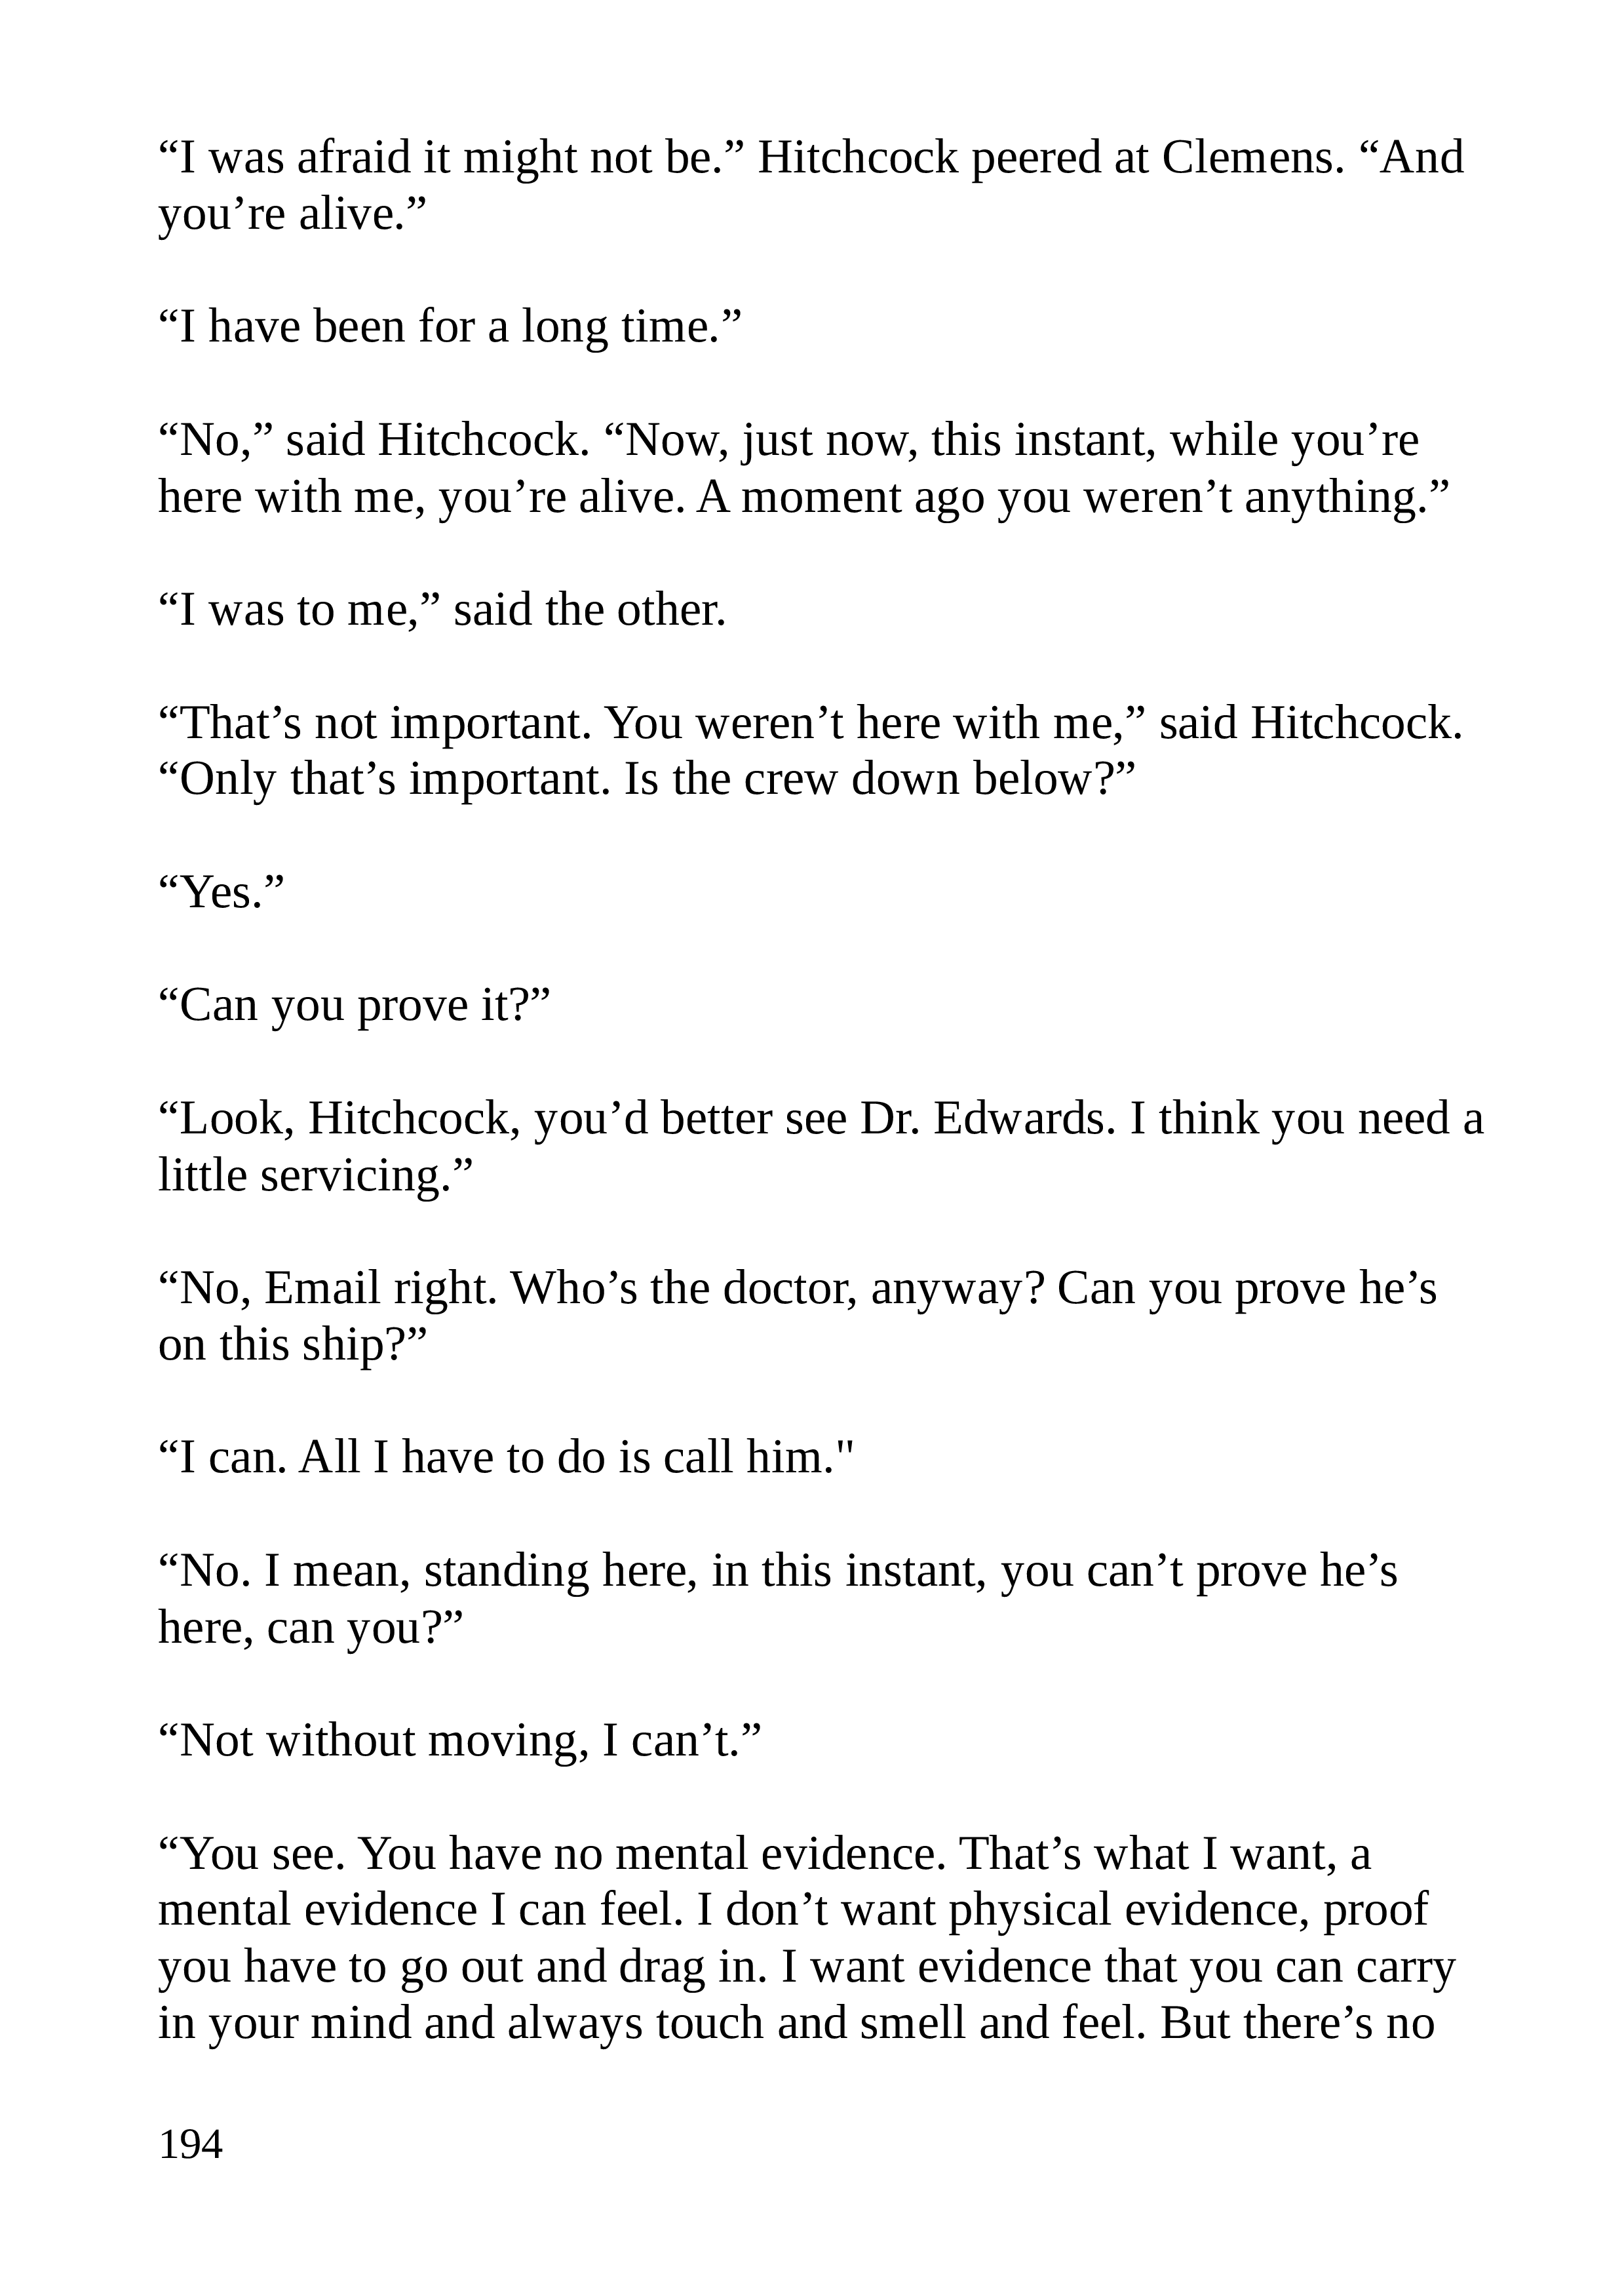 “I was afraid it might not be.” Hitchcock peered at Clemens. “And
you’re alive.”
“I have been for a long time.”
“No,” said Hitchcock. “Now, just now, this instant, while you’re
here with me, you’re alive. A moment ago you weren’t anything.”
“I was to me,” said the other.
“That’s not important. You weren’t here with me,” said Hitchcock.
“Only that’s important. Is the crew down below?”
“Yes.”
“Can you prove it?”
“Look, Hitchcock, you’d better see Dr. Edwards. I think you need a
little servicing.”
“No, Email right. Who’s the doctor, anyway? Can you prove he’s
on this ship?”
“I can. All I have to do is call him."
“No. I mean, standing here, in this instant, you can’t prove he’s
here, can you?”
“Not without moving, I can’t.”
“You see. You have no mental evidence. That’s what I want, a
mental evidence I can feel. I don’t want physical evidence, proof
you have to go out and drag in. I want evidence that you can carry
in your mind and always touch and smell and feel. But there’s no
194